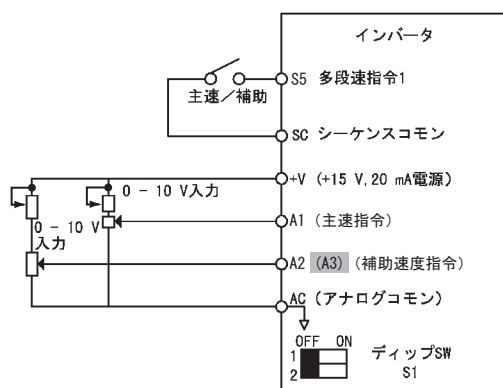 インバータ
S5 多段速指令1
主速／補助
SC シーケンスコモン
+V (+15 V,20 mA電源)
0 - 10 V入力
A1 (主速指令)
0 - 10 V
入力
A2 (A3) (補助速度指令)
AC (アナログコモン)
OFF ON
1
2
ディップSW
S1